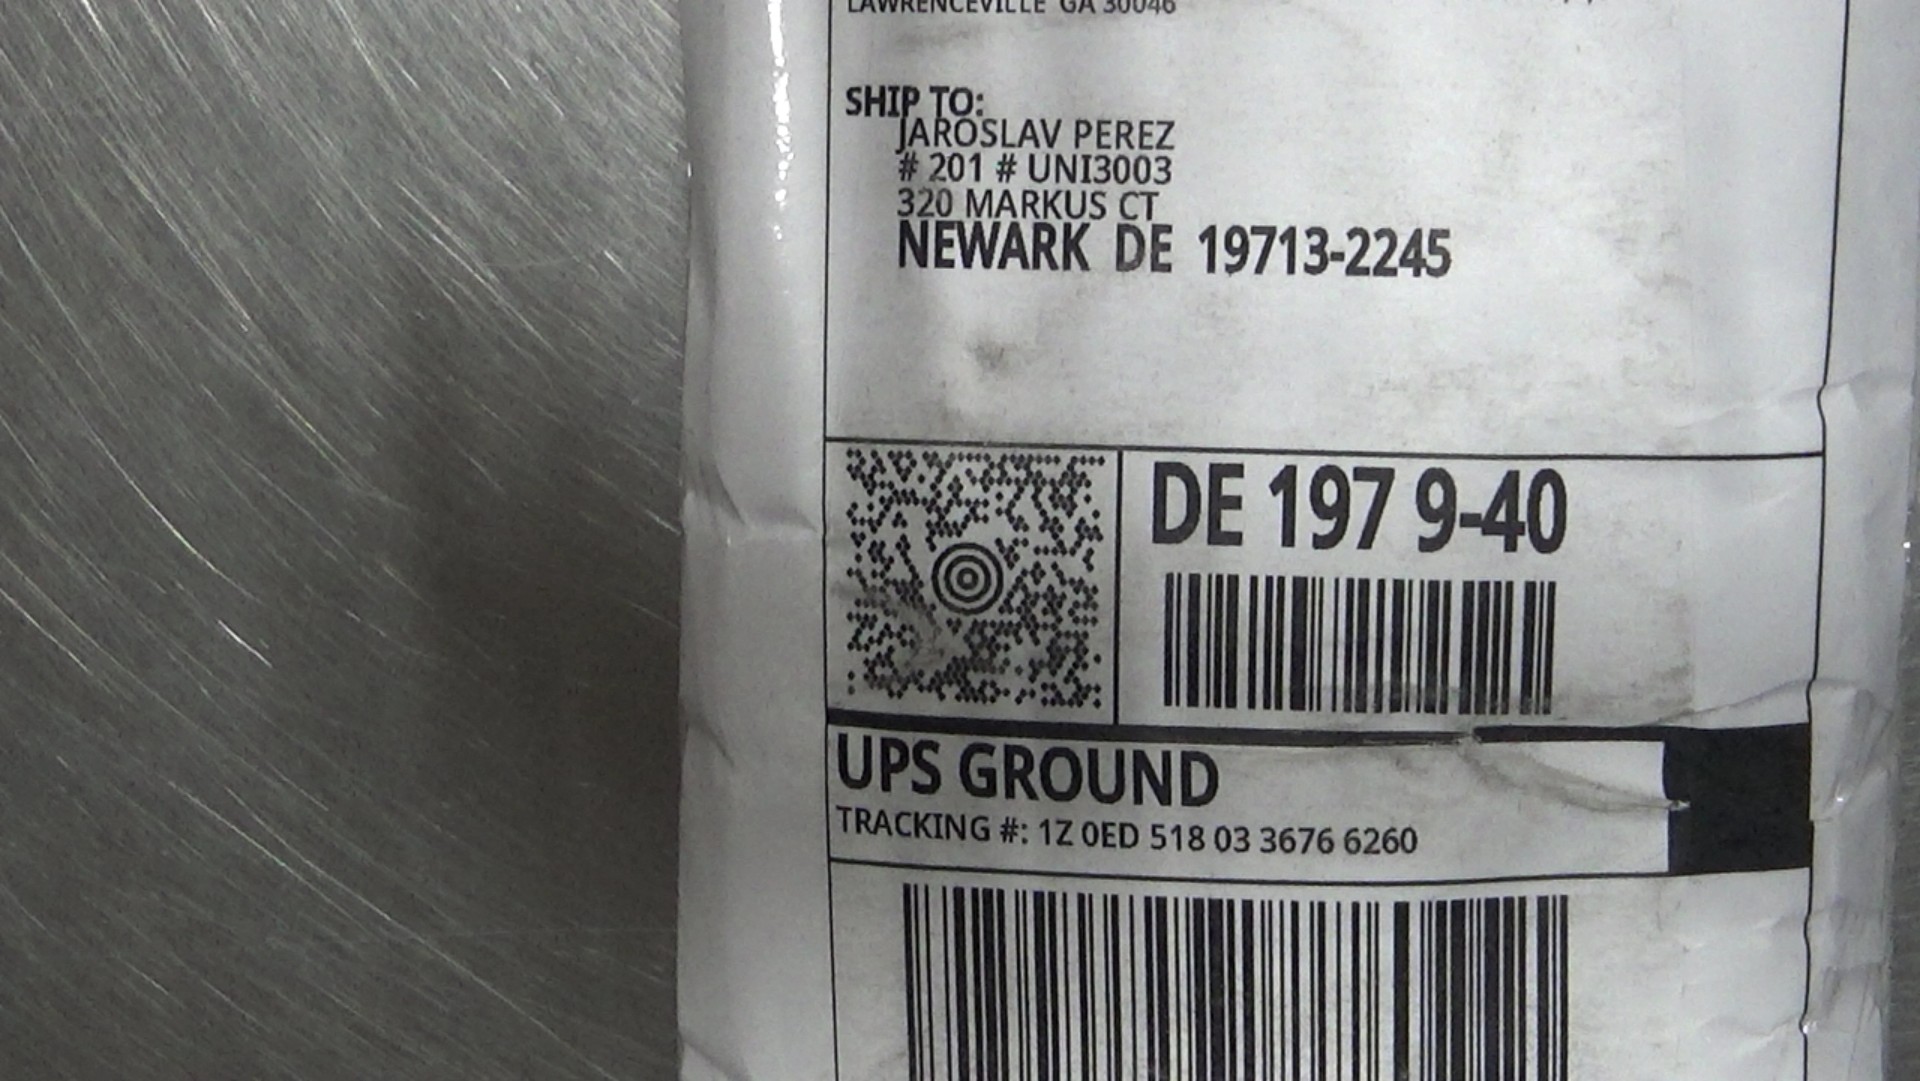 LAWRENCEVILLE GA 30046
SHIP TO:
JAROSLAV PEREZ
# 201 # UNI3003
320 MARKUS CT
NEWARK DE 19713-2245
DE 197 9-40
UPS GROUND
TRACKING #: 1Z 0ED 518 03 3676 6260